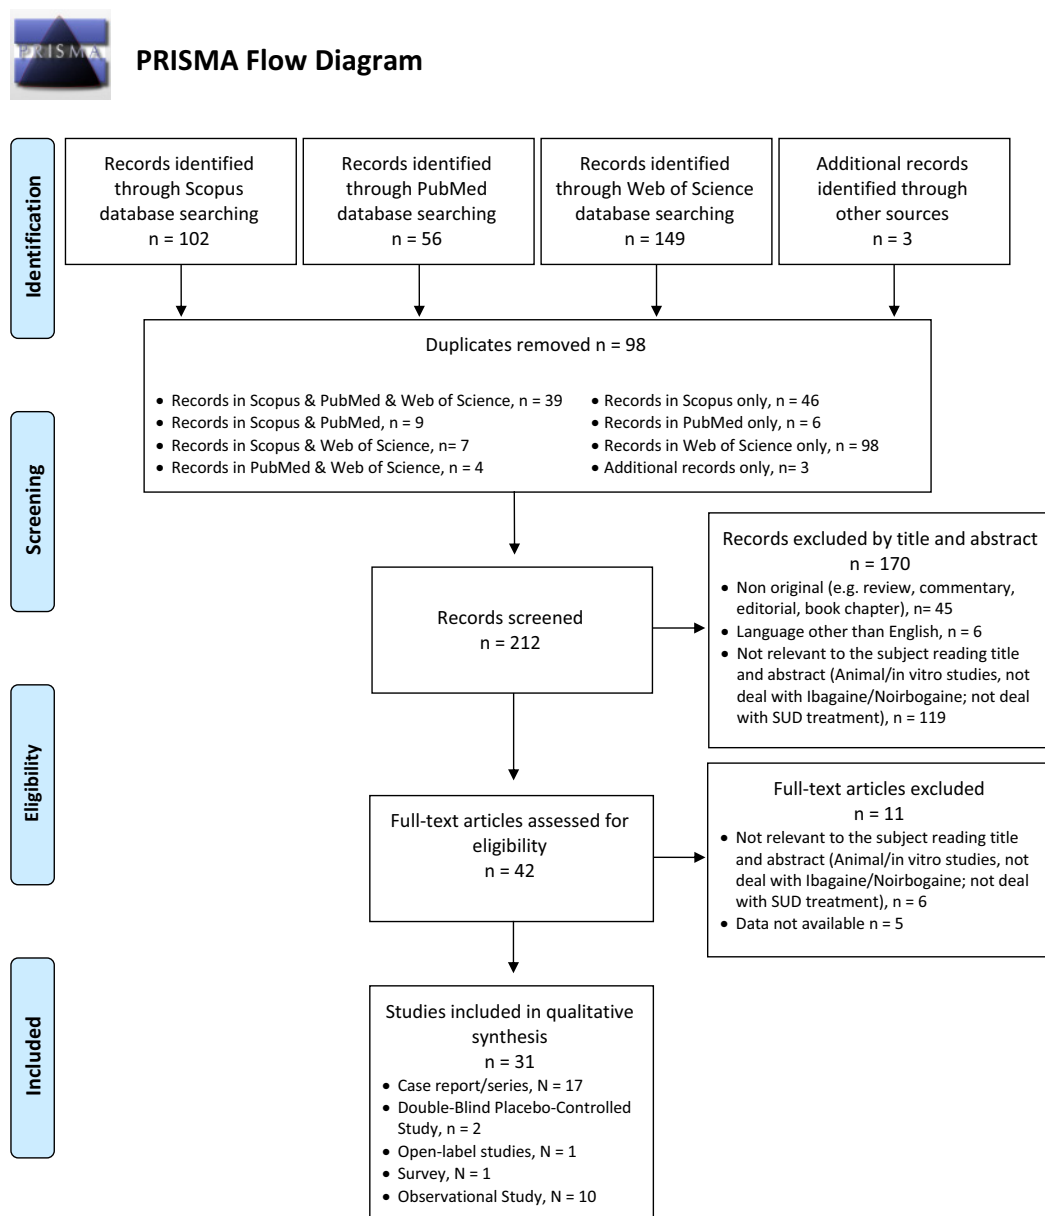 PRISMA
PRISMA Flow Diagram
Identification
Records identified
through Scopus
database searching
n = 102
Records identified
through PubMed
database searching
n = 56
Records identified
through Web of Science
database searching
n = 149
Additional records
identified through
other sources
n = 3
Duplicates removed n = 98
• Records in Scopus & PubMed & Web of Science, n = 39
• Records in Scopus & PubMed, n = 9
• Records in Scopus & Web of Science, n= 7
• Records in PubMed & Web of Science, n = 4
• Records in Scopus only, n = 46
• Records in PubMed only, n = 6
• Records in Web of Science only, n = 98
• Additional records only, n= 3
Screening
Records screened
n = 212
Records excluded by title and abstract
n = 170
• Non original (e.g. review, commentary,
editorial, book chapter), n= 45
• Language other than English, n = 6
• Not relevant to the subject reading title
and abstract (Animal/in vitro studies, not
deal with Ibagaine/Noirbogaine; not deal
with SUD treatment), n = 119
Eligibility
Full-text articles assessed for
eligibility
n = 42
Full-text articles excluded
n = 11
• Not relevant to the subject reading title
and abstract (Animal/in vitro studies, not
deal with Ibagaine/Noirbogaine; not deal
with SUD treatment), n = 6
• Data not available n = 5
Included
Studies included in qualitative
synthesis
n = 31
• Case report/series, N = 17
• Double-Blind Placebo-Controlled
Study, n = 2
• Open-label studies, N = 1
• Survey, N = 1
• Observational Study, N = 10